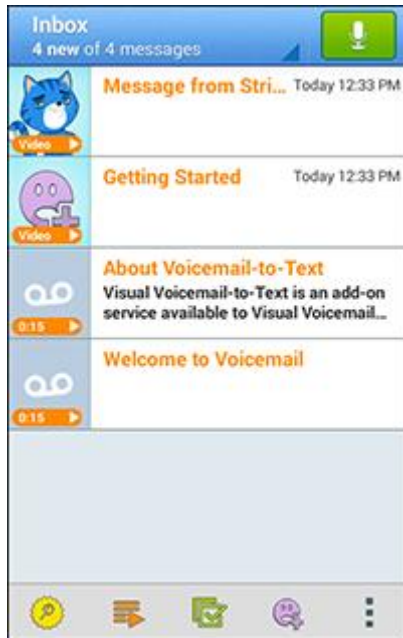 Inbox
4 new of 4 messages
Message from Stri... Today 12:33 PM
Video
Getting Started Today 12:33 PM
Video
About Voicemail-to-Text
Visual Voicemail-to-Text is an add-on
service available to Visual Voicemail...
0:15
Welcome to Voicemail
0:15